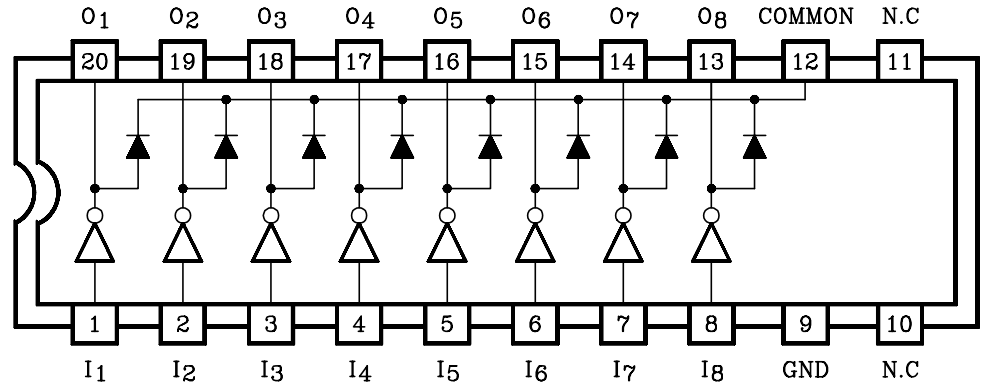 O1 O2 O3 O4 O5 O6 O7 O8 COMMON N.C
20 19 18 17 16 15 14 13 12 11
1 2 3 4 5 6 7 8 9 10
I1 I2 I3 I4 I5 I6 I7 I8 GND N.C